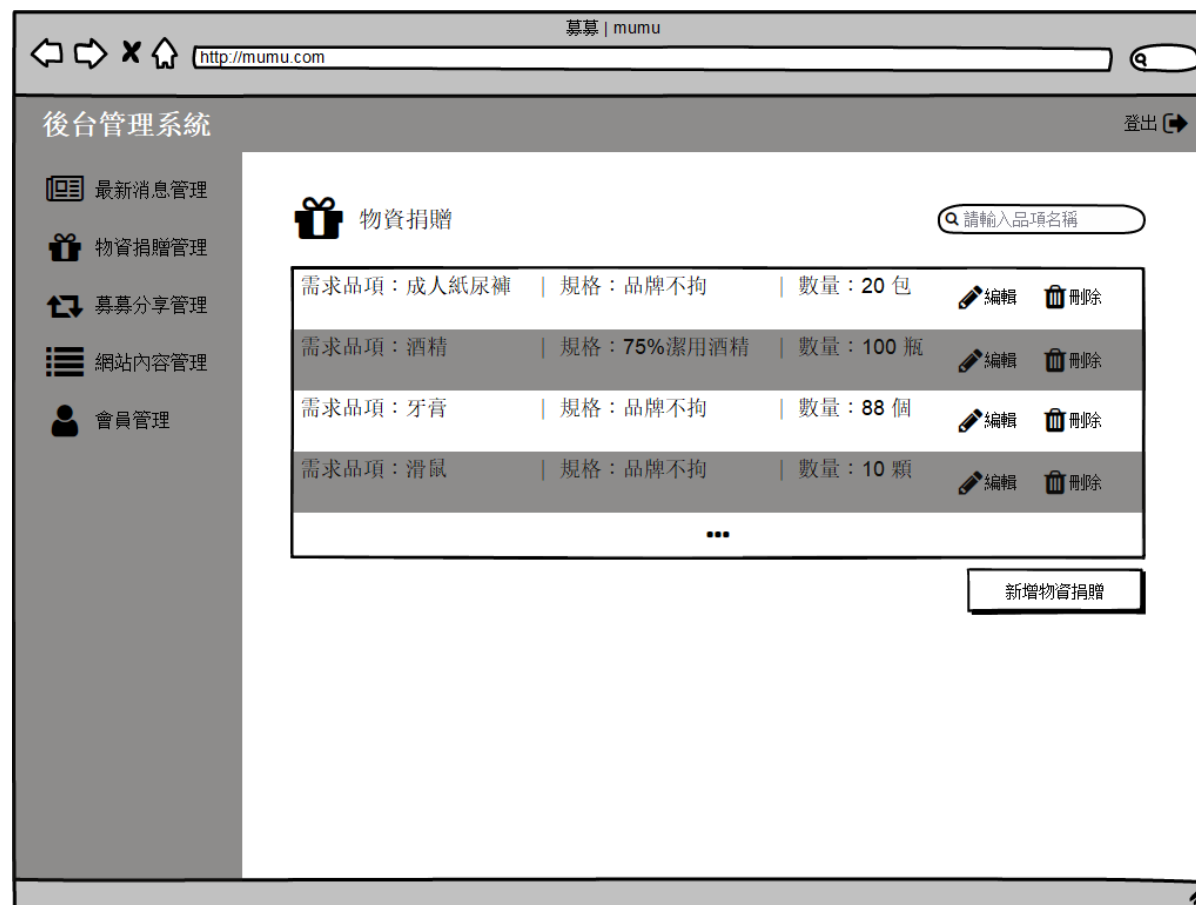 募募 | mumu
http://mumu.com
後台管理系統
登出
最新消息管理
物資捐贈管理
募募分享管理
網站內容管理
會員管理
物資捐贈
請輸入品項名稱
需求品項：成人紙尿褲 | 規格：品牌不拘 | 數量：20 包 編輯 刪除
需求品項：酒精 | 規格：75%潔用酒精 | 數量：100 瓶 編輯 刪除
需求品項：牙膏 | 規格：品牌不拘 | 數量：88 個 編輯 刪除
需求品項：滑鼠 | 規格：品牌不拘 | 數量：10 顆 編輯 刪除
•••
新增物資捐贈